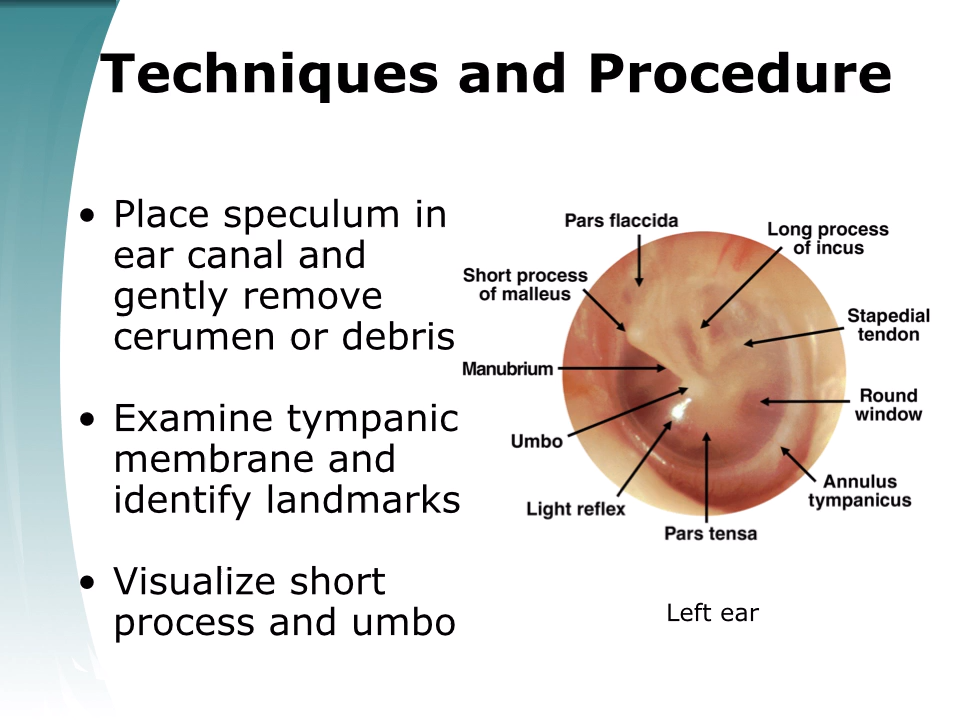 Techniques and Procedure
• Place speculum in
ear canal and
gently remove
cerumen or debris
• Examine tympanic
membrane and
identify landmarks
• Visualize short
process and umbo
Pars flaccida
Long process
of incus
Short process
of malleus
Stapedial
tendon
Manubrium
Round
window
Umbo
Annulus
tympanicus
Light reflex
Pars tensa
Left ear